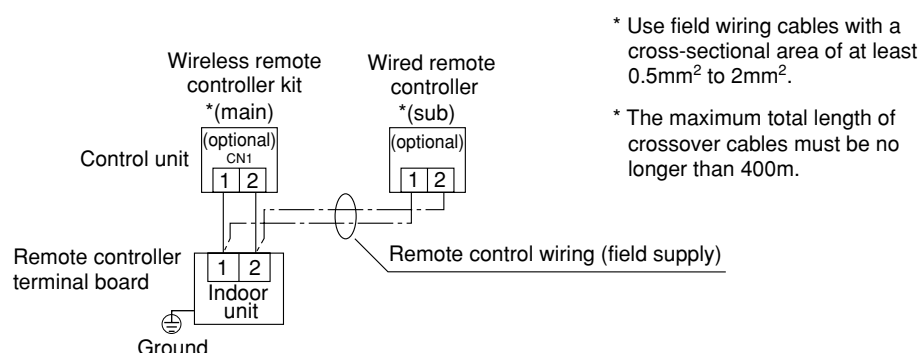 Wireless remote
controller kit
*(main)
(optional)
CN1
1 2
Control unit
Wired remote
controller
*(sub)
(optional)
1 2
* Use field wiring cables with a
cross-sectional area of at least
0.5mm² to 2mm².
* The maximum total length of
crossover cables must be no
longer than 400m.
Remote controller
terminal board
1 2
Indoor
unit
Ground
Remote control wiring (field supply)